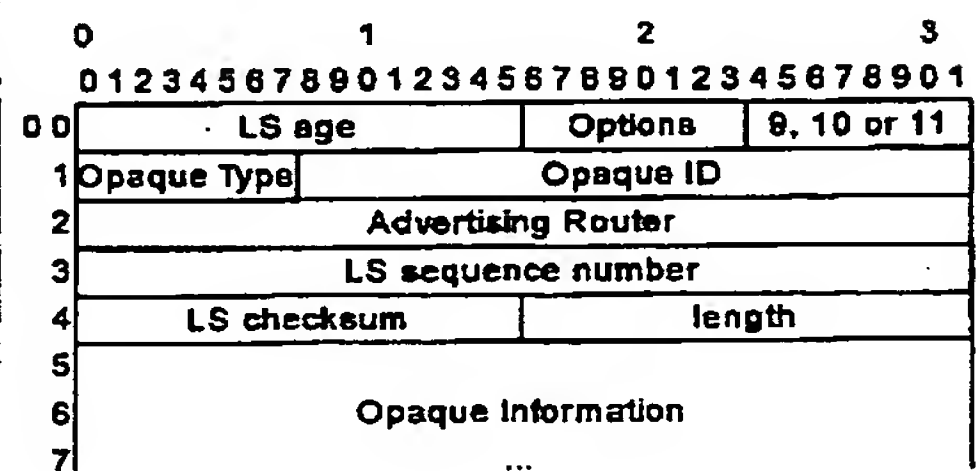 0 1 2 3
0 1 2 3 4 5 6 7 8 9 0 1 2 3 4 5 6 7 8 9 0 1 2 3 4 5 6 7 8 9 0 1
0 0 LS age Options 9, 10 or 11
1 Opaque Type Opaque ID
2 Advertising Router
3 LS sequence number
4 LS checksum length
5
6 Opaque Information
7 ...